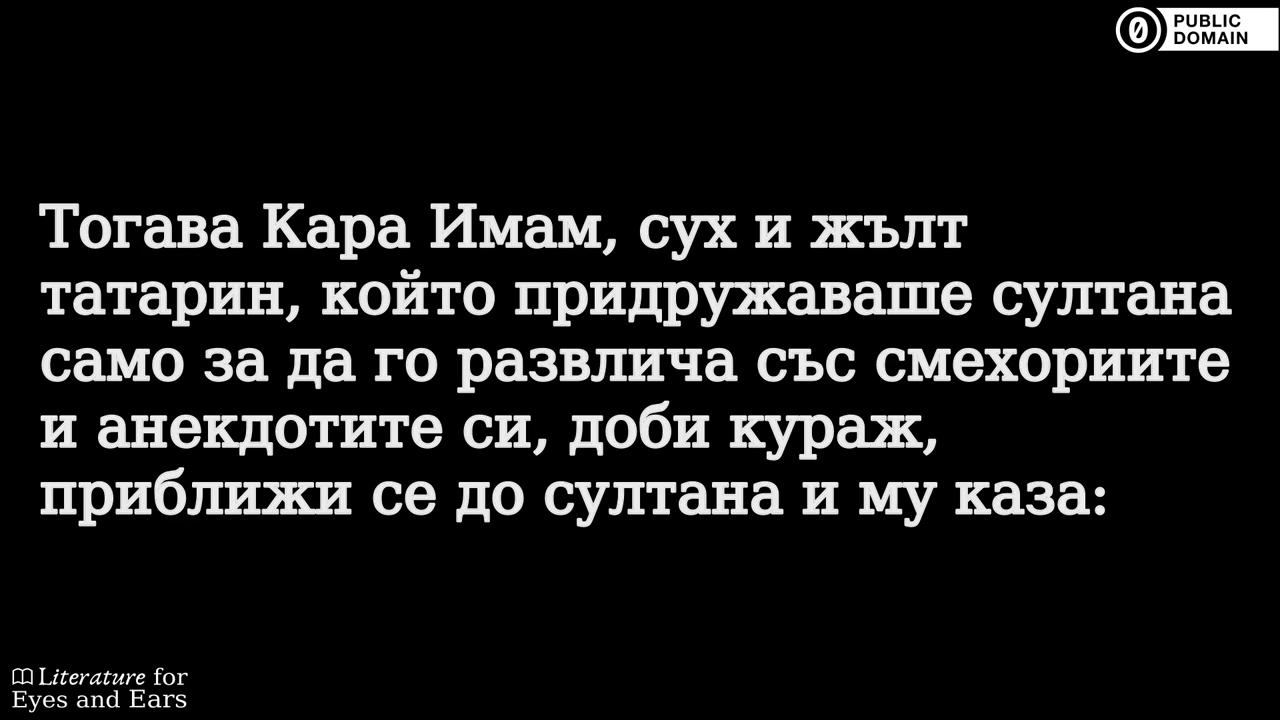 PUBLIC
DOMAIN
Тогава Кара Имам, сух и жълт
татарин, който придружаваше султана
само за да го развлича със смехориите
и анекдотите си, доби кураж,
приближи се до султана и му каза:
Literature for
Eyes and Ears